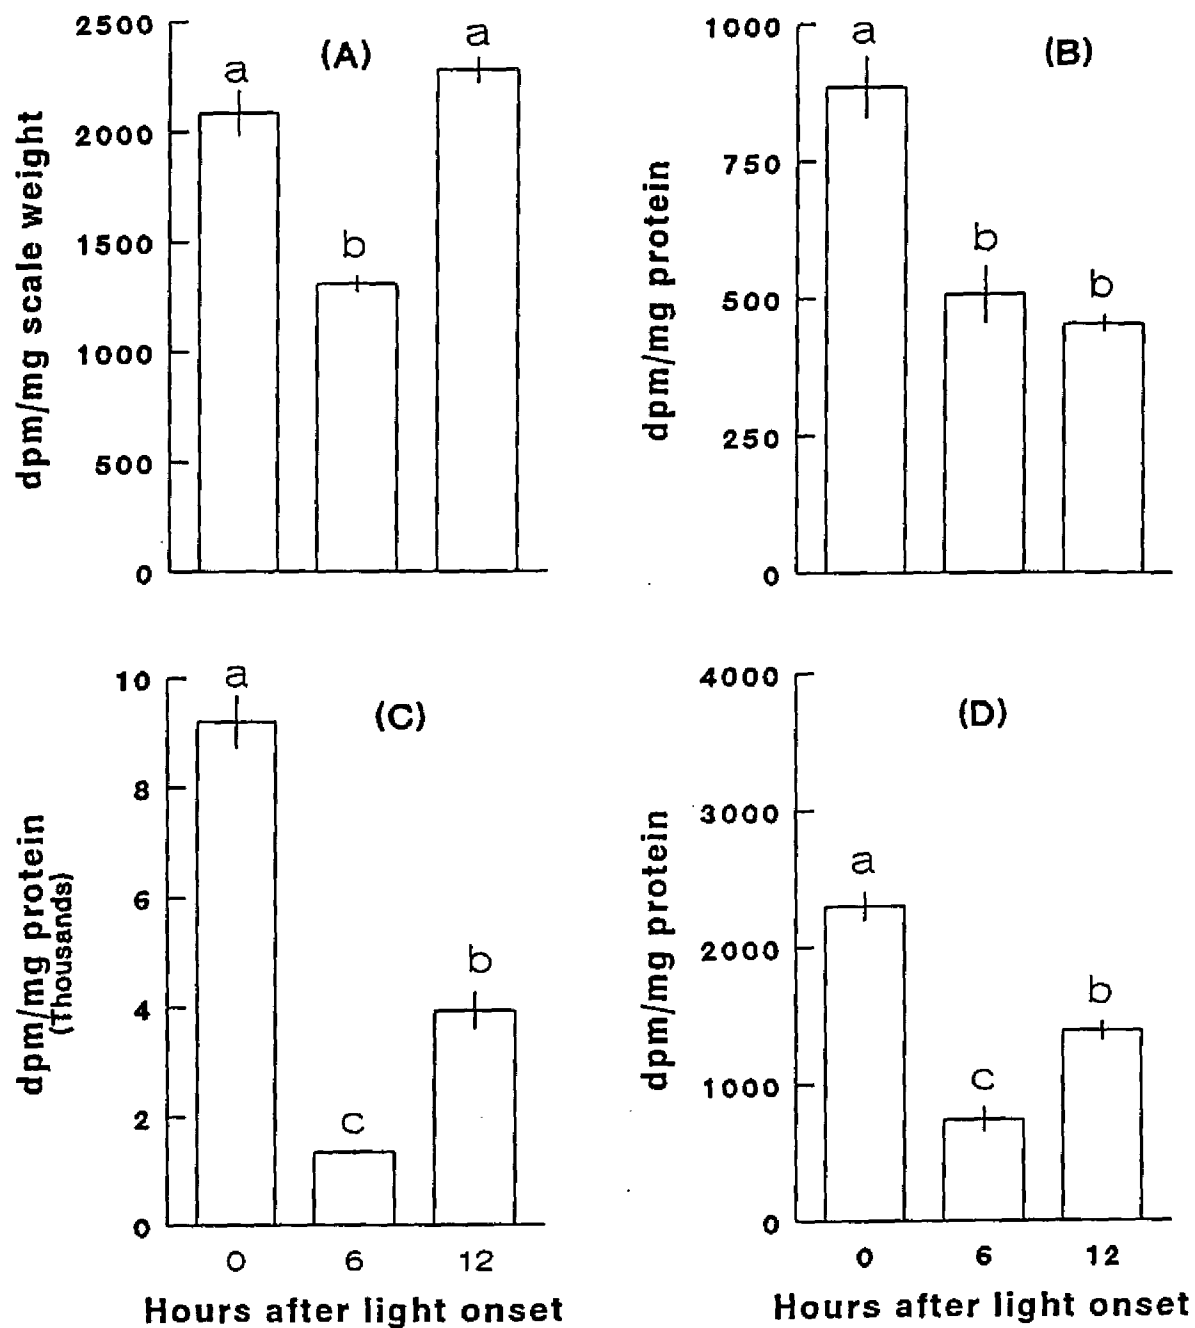 (A)
dpm/mg scale weight
2500
2000
1500
1000
500
0
a
b
a
(B)
dpm/mg protein
1000
750
500
250
0
a
b
b
(C)
dpm/mg protein
(Thousands)
10
8
6
4
2
0
a
c
b
0 6 12
Hours after light onset
(D)
dpm/mg protein
4000
3000
2000
1000
0
a
c
b
0 6 12
Hours after light onset